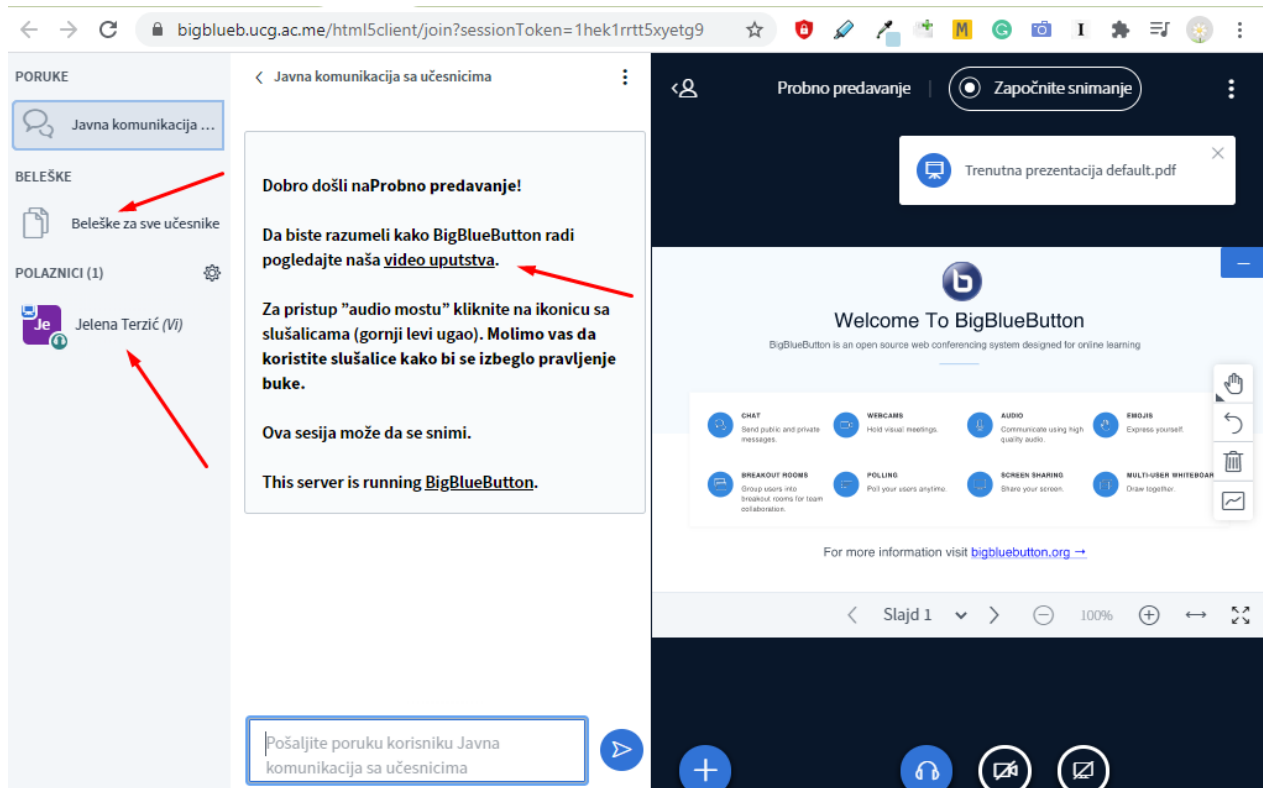 bigblueb.ucg.ac.me/html5client/join?sessionToken=1hek1rrtt5xyetg9
PORUKE
Javna komunikacija ...
BELEŠKE
Beleške za sve učesnike
POLAZNICI (1)
Je
Jelena Terzić (Vi)
Javna komunikacija sa učesnicima
Dobro došli naProbno predavanje!
Da biste razumeli kako BigBlueButton radi
pogledajte naša video uputstva.
Za pristup ”audio mostu” kliknite na ikonicu sa
slušalicama (gornji levi ugao). Molimo vas da
koristite slušalice kako bi se izbeglo pravljenje
buke.
Ova sesija može da se snimi.
This server is running BigBlueButton.
Pošaljite poruku korisniku Javna
komunikacija sa učesnicima
Probno predavanje
Započnite snimanje
Trenutna prezentacija default.pdf
Welcome To BigBlueButton
BigBlueButton is an open source web conferencing system designed for online learning
CHAT
Send public and private
messages.
WEBCAMS
Hold visual meetings.
AUDIO
Communicate using high
quality audio.
EMOJIS
Express yourself.
BREAKOUT ROOMS
Group users into
breakout rooms for team
collaboration.
POLLING
Poll your users anytime.
SCREEN SHARING
Share your screen.
MULTI-USER WHITEBOAR
Draw together.
For more information visit bigbluebutton.org →
Slajd 1
100%